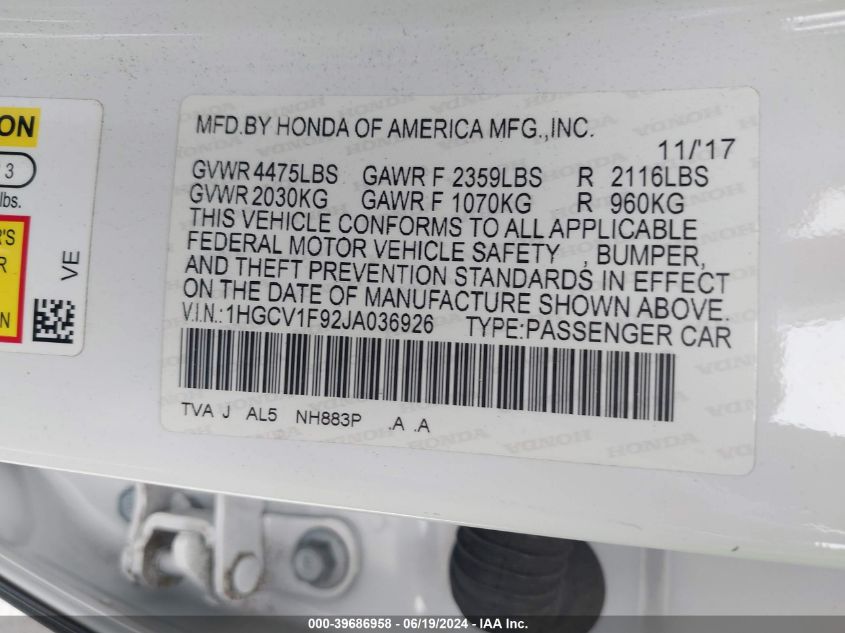 ON
3
lbs.
R'S
R
N
VE
MFD.BY HONDA OF AMERICA MFG.,INC.
11/'17
GVWR 4475LBS GAWR F 2359LBS R 2116LBS
GVWR 2030KG GAWR F 1070KG R 960KG
THIS VEHICLE CONFORMS TO ALL APPLICABLE
FEDERAL MOTOR VEHICLE SAFETY , BUMPER,
AND THEFT PREVENTION STANDARDS IN EFFECT
ON THE DATE OF MANUFACTURE SHOWN ABOVE.
V.I.N.:1HGCV1F92JA036926 TYPE:PASSENGER CAR
TVA J AL5 NH883P .A .A
000-39686958 - 06/19/2024 - IAA Inc.